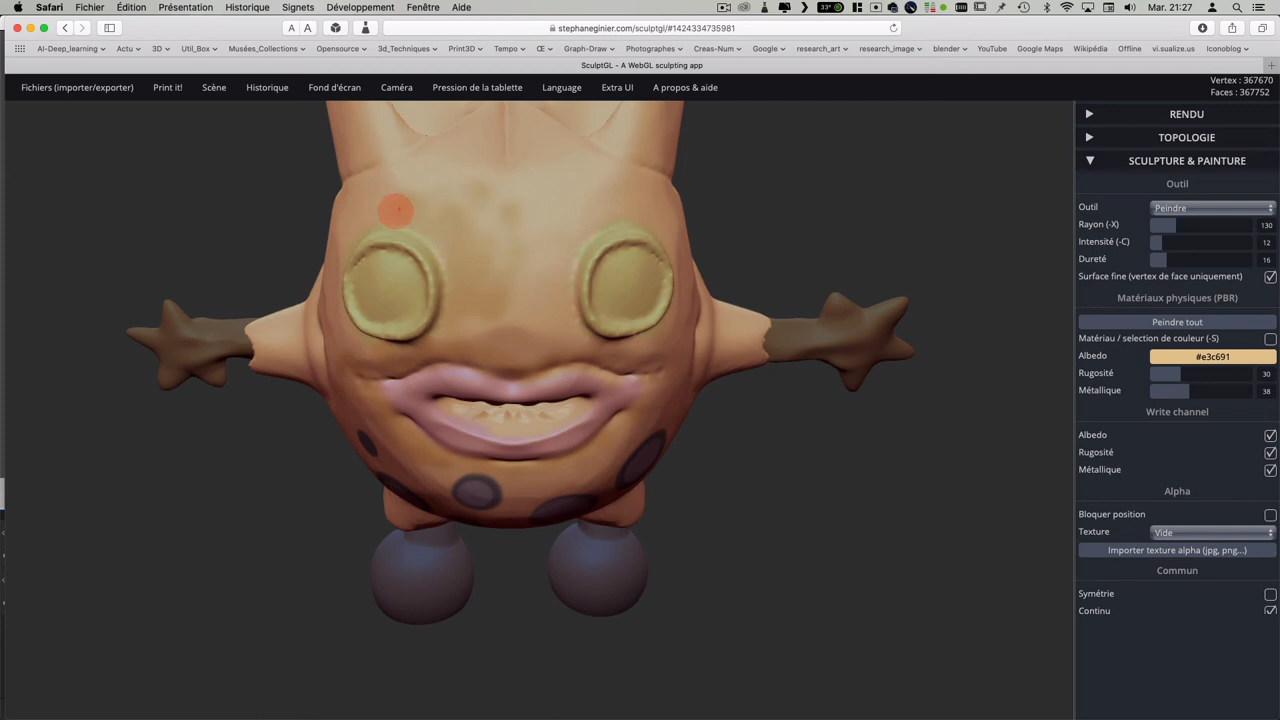 Safari Fichier Édition Présentation Historique Signets Développement Fenêtre Aide 33° Mar. 21:27
A A stephaneginier.com/sculptgl/#1424334735981
AI-Deep_learning Actu 3D Util_Box Musées_Collections Opensource 3d_Techniques Print3D Tempo Œ Graph-Draw Photographes Creas-Num Google research_art research_image blender YouTube Google Maps Wikipédia Offline vi.sualize.us Iconoblog
SculptGL - A WebGL sculpting app
Fichiers (importer/exporter) Print it! Scène Historique Fond d'écran Caméra Pression de la tablette Language Extra UI A propos & aide
Vertex : 367670
Faces : 367752
RENDU
TOPOLOGIE
SCULPTURE & PAINTURE
Outil
Outil Peindre
Rayon (-X) 130
Intensité (-C) 12
Dureté 16
Surface fine (vertex de face uniquement)
Matériaux physiques (PBR)
Peindre tout
Matériau / selection de couleur (-S)
Albedo #e3c691
Rugosité 30
Métallique 38
Write channel
Albedo
Rugosité
Métallique
Alpha
Bloquer position
Texture Vide
Importer texture alpha (jpg, png...)
Commun
Symétrie
Continu